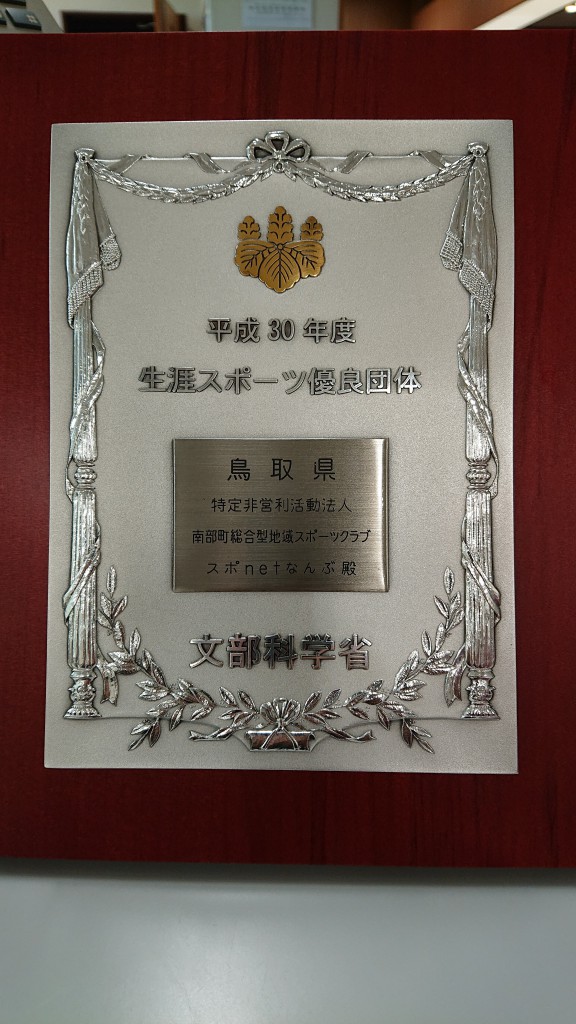 平成30年度
生涯スポーツ優良団体
鳥取県
特定非営利活動法人
南部町総合型地域スポーツクラブ
スポnetなんぶ殿
文部科学省